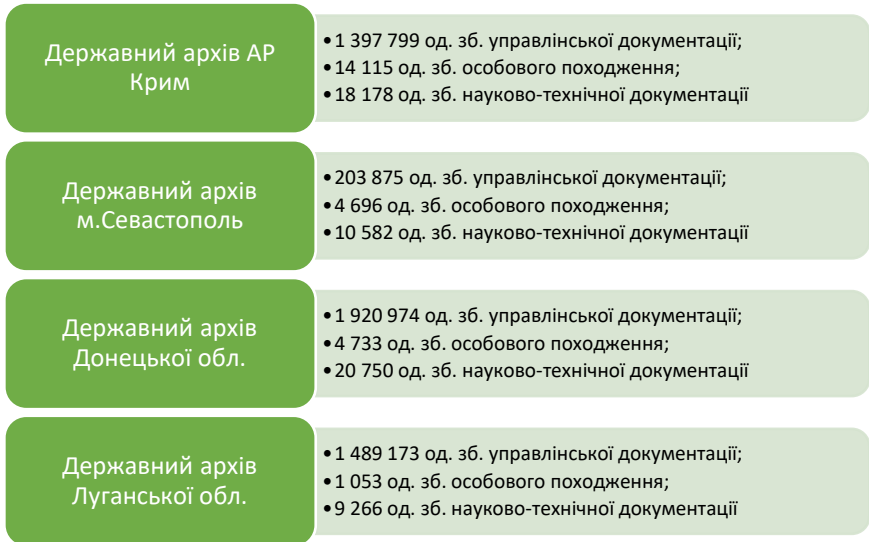 Державний архів АР
Крим
•1 397 799 од. зб. управлінської документації;
•14 115 од. зб. особового походження;
•18 178 од. зб. науково-технічної документації
Державний архів
м.Севастополь
•203 875 од. зб. управлінської документації;
•4 696 од. зб. особового походження;
•10 582 од. зб. науково-технічної документації
Державний архів
Донецької обл.
•1 920 974 од. зб. управлінської документації;
•4 733 од. зб. особового походження;
•20 750 од. зб. науково-технічної документації
Державний архів
Луганської обл.
•1 489 173 од. зб. управлінської документації;
•1 053 од. зб. особового походження;
•9 266 од. зб. науково-технічної документації